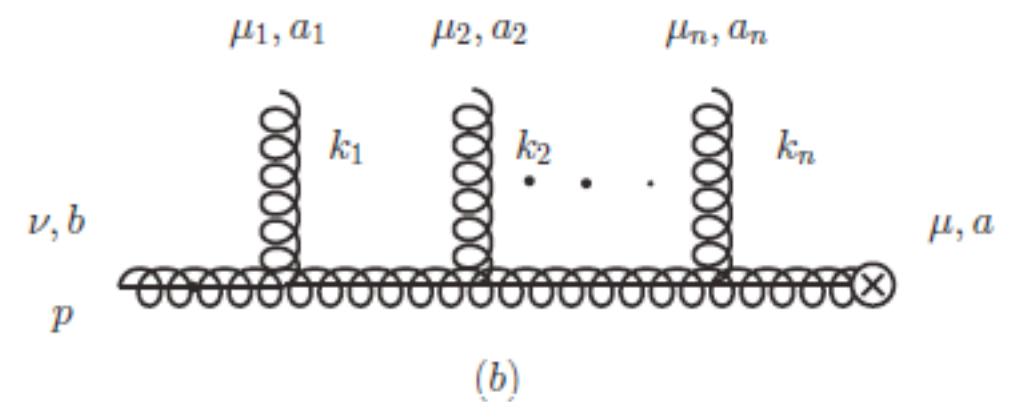 μ₁, a₁ μ₂, a₂ μₙ, aₙ
k₁ k₂ kₙ
ν, b μ, a
p
(b)